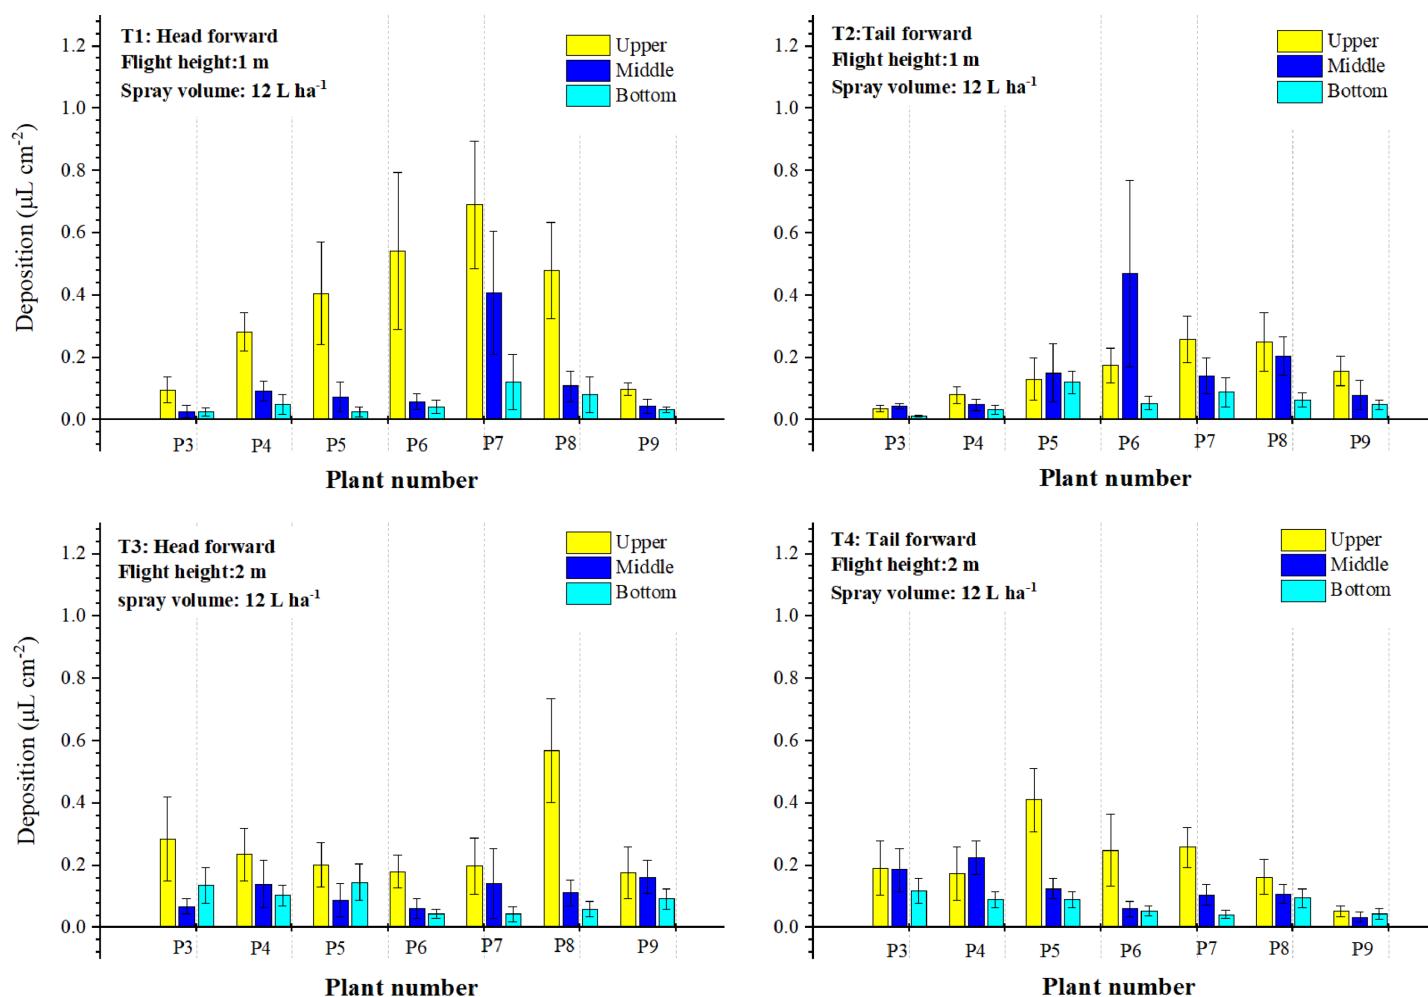 T1: Head forward
Flight height:1 m
Spray volume: 12 L ha⁻¹
Upper
Middle
Bottom
Deposition (μL cm⁻²)
1.2
1.0
0.8
0.6
0.4
0.2
0.0
P3 P4 P5 P6 P7 P8 P9
Plant number
T2:Tail forward
Flight height:1 m
Spray volume: 12 L ha⁻¹
Upper
Middle
Bottom
1.2
1.0
0.8
0.6
0.4
0.2
0.0
P3 P4 P5 P6 P7 P8 P9
Plant number
T3: Head forward
Flight height:2 m
spray volume: 12 L ha⁻¹
Upper
Middle
Bottom
Deposition (μL cm⁻²)
1.2
1.0
0.8
0.6
0.4
0.2
0.0
P3 P4 P5 P6 P7 P8 P9
Plant number
T4: Tail forward
Flight height:2 m
Spray volume: 12 L ha⁻¹
Upper
Middle
Bottom
1.2
1.0
0.8
0.6
0.4
0.2
0.0
P3 P4 P5 P6 P7 P8 P9
Plant number